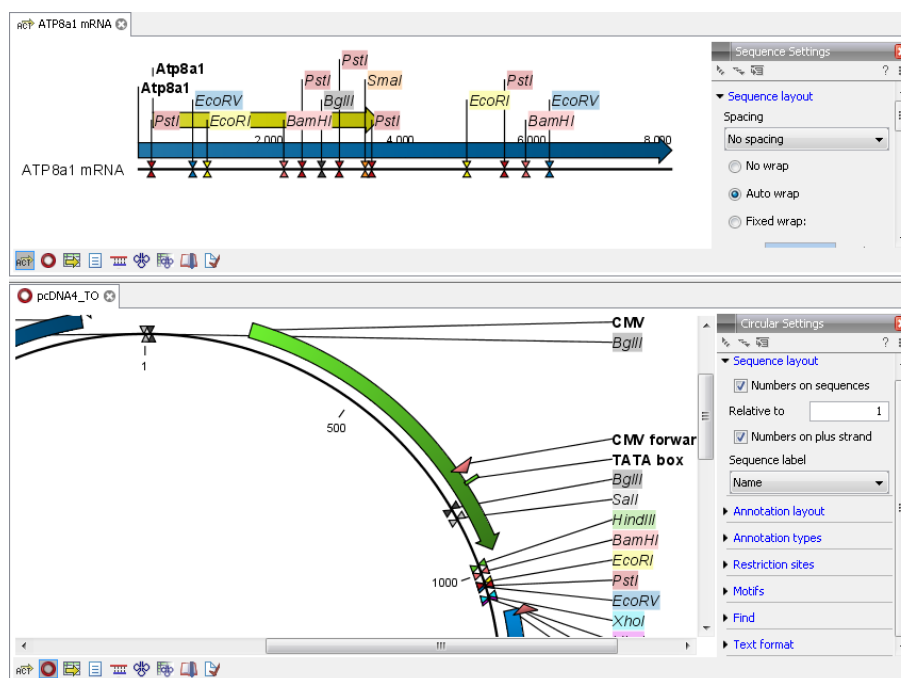 ATP8a1 mRNA
Atp8a1
Atp8a1
PstI
EcoRV
EcoRI
BamHI
PstI
BglII
PstI
SmaI
PstI
EcoRI
PstI
BamHI
EcoRV
2.000
4.000
6.000
8.000
ATP8a1 mRNA
Sequence Settings
?
Sequence layout
Spacing
No spacing
No wrap
Auto wrap
Fixed wrap:
pcDNA4_TO
1
500
1000
CMV
BglII
CMV forwar
TATA box
BglII
SalI
HindIII
BamHI
EcoRI
PstI
EcoRV
XhoI
Circular Settings
?
Sequence layout
Numbers on sequences
Relative to 1
Numbers on plus strand
Sequence label
Name
Annotation layout
Annotation types
Restriction sites
Motifs
Find
Text format